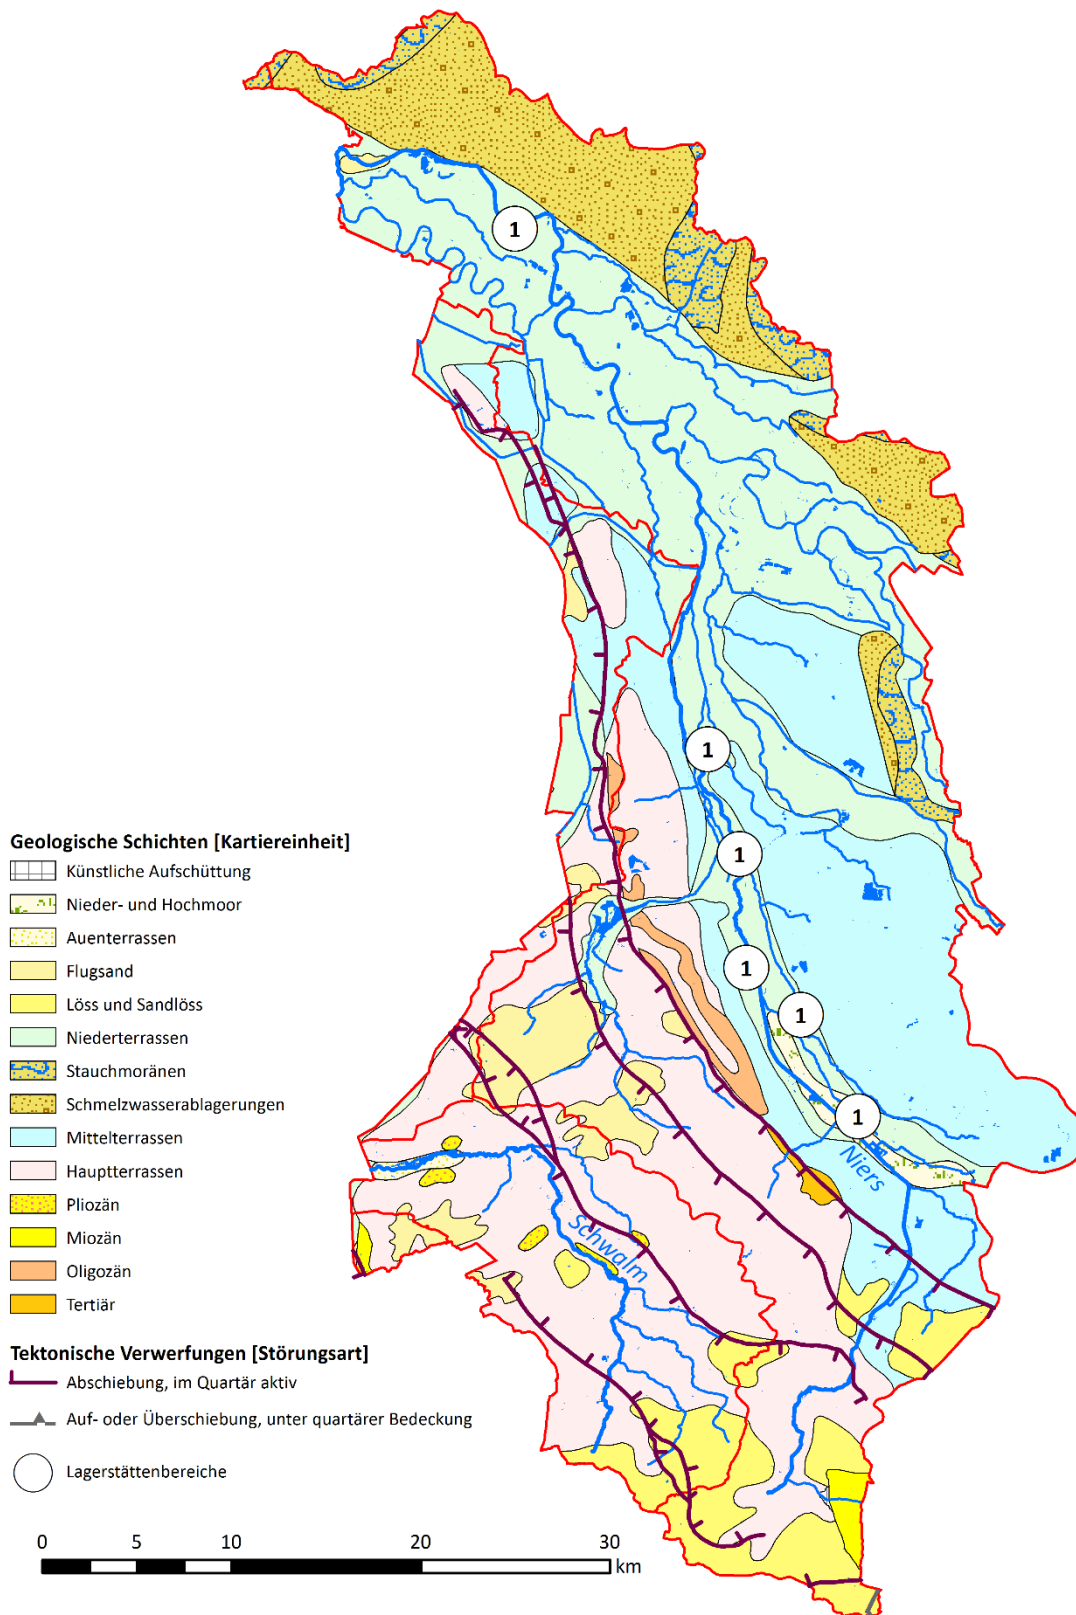 1
1
1
1
1
1
Niers
Schwalm
Geologische Schichten [Kartiereinheit]
Künstliche Aufschüttung
Nieder- und Hochmoor
Auenterrassen
Flugsand
Löss und Sandlöss
Niederterrassen
Stauchmoränen
Schmelzwasserablagerungen
Mittelterrassen
Hauptterrassen
Pliozän
Miozän
Oligozän
Tertiär
Tektonische Verwerfungen [Störungsart]
Abschiebung, im Quartär aktiv
Auf- oder Überschiebung, unter quartärer Bedeckung
Lagerstättenbereiche
0 5 10 20 30
km